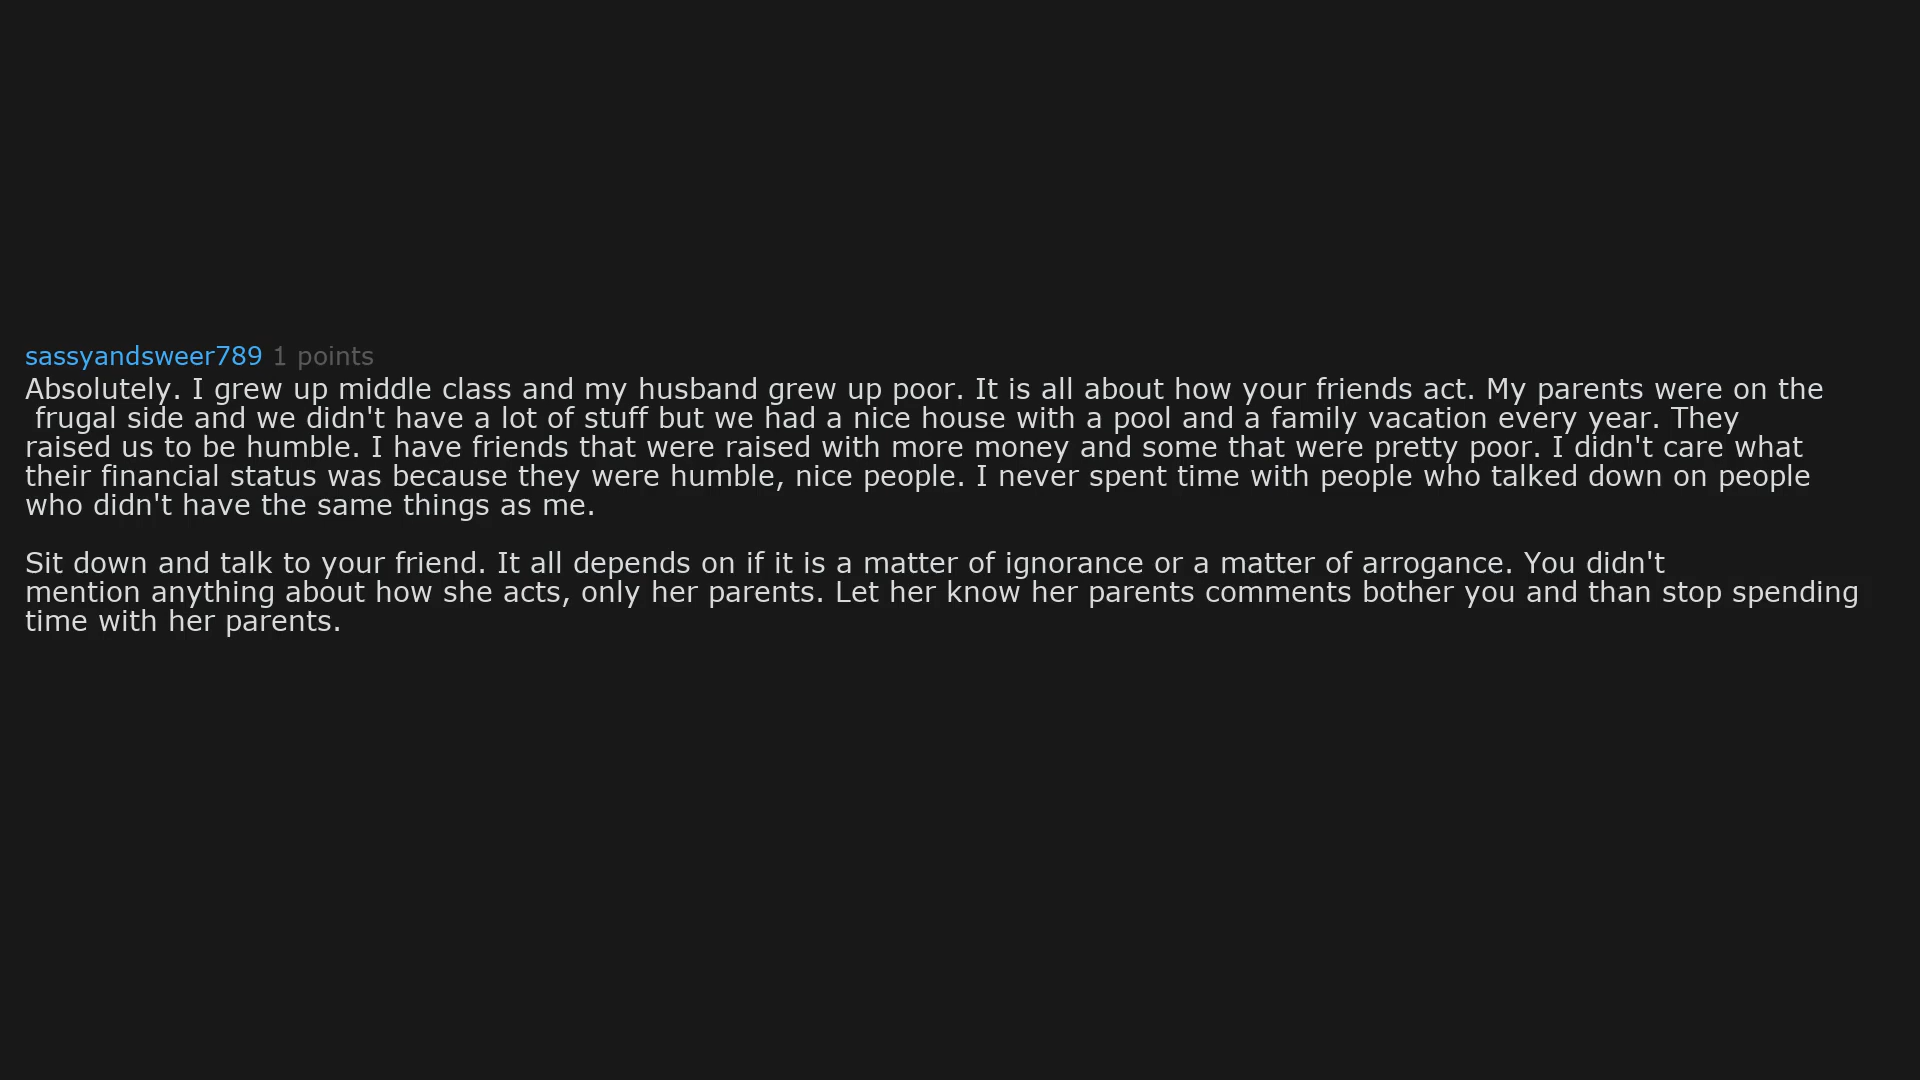 sassyandsweer789 1 points
Absolutely. I grew up middle class and my husband grew up poor. It is all about how your friends act. My parents were on the
frugal side and we didn't have a lot of stuff but we had a nice house with a pool and a family vacation every year. They
raised us to be humble. I have friends that were raised with more money and some that were pretty poor. I didn't care what
their financial status was because they were humble, nice people. I never spent time with people who talked down on people
who didn't have the same things as me.
Sit down and talk to your friend. It all depends on if it is a matter of ignorance or a matter of arrogance. You didn't
mention anything about how she acts, only her parents. Let her know her parents comments bother you and than stop spending
time with her parents.